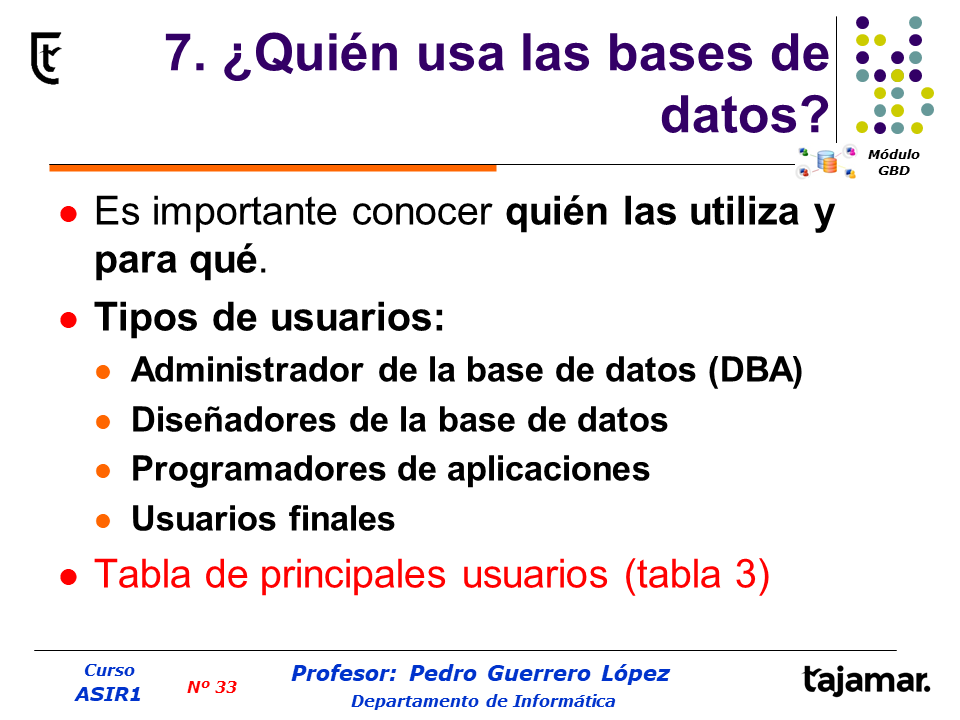 7. ¿Quién usa las bases de
datos?
Módulo
GBD
Es importante conocer quién las utiliza y
para qué.
Tipos de usuarios:
Administrador de la base de datos (DBA)
Diseñadores de la base de datos
Programadores de aplicaciones
Usuarios finales
Tabla de principales usuarios (tabla 3)
Curso
ASIR1
Nº 33
Profesor: Pedro Guerrero López
Departamento de Informática
tajamar.